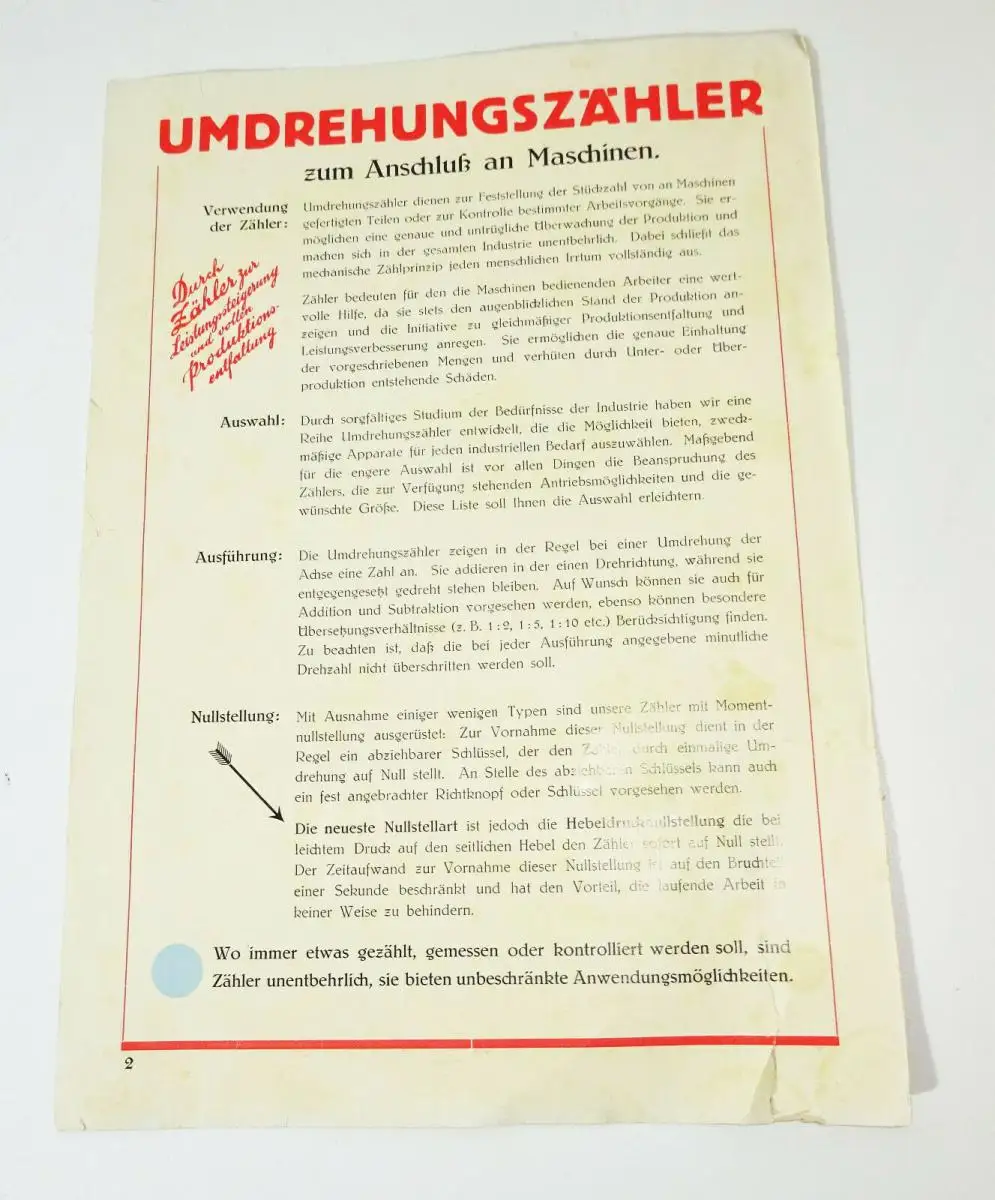 UMDREHUNGSZÄHLER
zum Anschluß an Maschinen.
Verwendung
der Zähler:
Umdrehungszähler dienen zur Feststellung der Stückzahl von an Maschinen
gefertigten Teilen oder zur Kontrolle bestimmter Arbeitsvorgänge. Sie er-
möglichen eine genaue und untrügliche Überwachung der Produktion und
machen sich in der gesamten Industrie unentbehrlich. Dabei schließt das
mechanische Zählprinzip jeden menschlichen Irrtum vollständig aus.
Durch
Zähler zur
Leistungssteigerung
und vollen
Produktions-
entfaltung
Zähler bedeuten für den die Maschinen bedienenden Arbeiter eine wert-
volle Hilfe, da sie stets den augenblicklichen Stand der Produktion an-
zeigen und die Initiative zu gleichmäßiger Produktionsentfaltung und
Leistungsverbesserung anregen. Sie ermöglichen die genaue Einhaltung
der vorgeschriebenen Mengen und verhüten durch Unter- oder Über-
produktion entstehende Schäden.
Auswahl:
Durch sorgfältiges Studium der Bedürfnisse der Industrie haben wir eine
Reihe Umdrehungszähler entwickelt, die die Möglichkeit bieten, zweck-
mäßige Apparate für jeden industriellen Bedarf auszuwählen. Maßgebend
für die engere Auswahl ist vor allen Dingen die Beanspruchung des
Zählers, die zur Verfügung stehenden Antriebsmöglichkeiten und die ge-
wünschte Größe. Diese Liste soll Ihnen die Auswahl erleichtern.
Ausführung:
Die Umdrehungszähler zeigen in der Regel bei einer Umdrehung der
Achse eine Zahl an. Sie addieren in der einen Drehrichtung, während sie
entgegengesetzt gedreht stehen bleiben. Auf Wunsch können sie auch für
Addition und Subtraktion vorgesehen werden, ebenso können besondere
Übersetzungsverhältnisse (z. B. 1:2, 1:5, 1:10 etc.) Berücksichtigung finden.
Zu beachten ist, daß die bei jeder Ausführung angegebene minutliche
Drehzahl nicht überschritten werden soll.
Nullstellung:
Mit Ausnahme einiger wenigen Typen sind unsere Zähler mit Moment-
nullstellung ausgerüstet: Zur Vornahme dieser Nullstellung dient in der
Regel ein abziehbarer Schlüssel, der den Zähler durch einmalige Um-
drehung auf Null stellt. An Stelle des abziehbaren Schlüssels kann auch
ein fest angebrachter Richtknopf oder Schlüssel vorgesehen werden.
Die neueste Nullstellart ist jedoch die Hebeldrucknullstellung die bei
leichtem Druck auf den seitlichen Hebel den Zähler sofort auf Null stellt.
Der Zeitaufwand zur Vornahme dieser Nullstellung ist auf den Bruchteil
einer Sekunde beschränkt und hat den Vorteil, die laufende Arbeit in
keiner Weise zu behindern.
Wo immer etwas gezählt, gemessen oder kontrolliert werden soll, sind
Zähler unentbehrlich, sie bieten unbeschränkte Anwendungsmöglichkeiten.
2